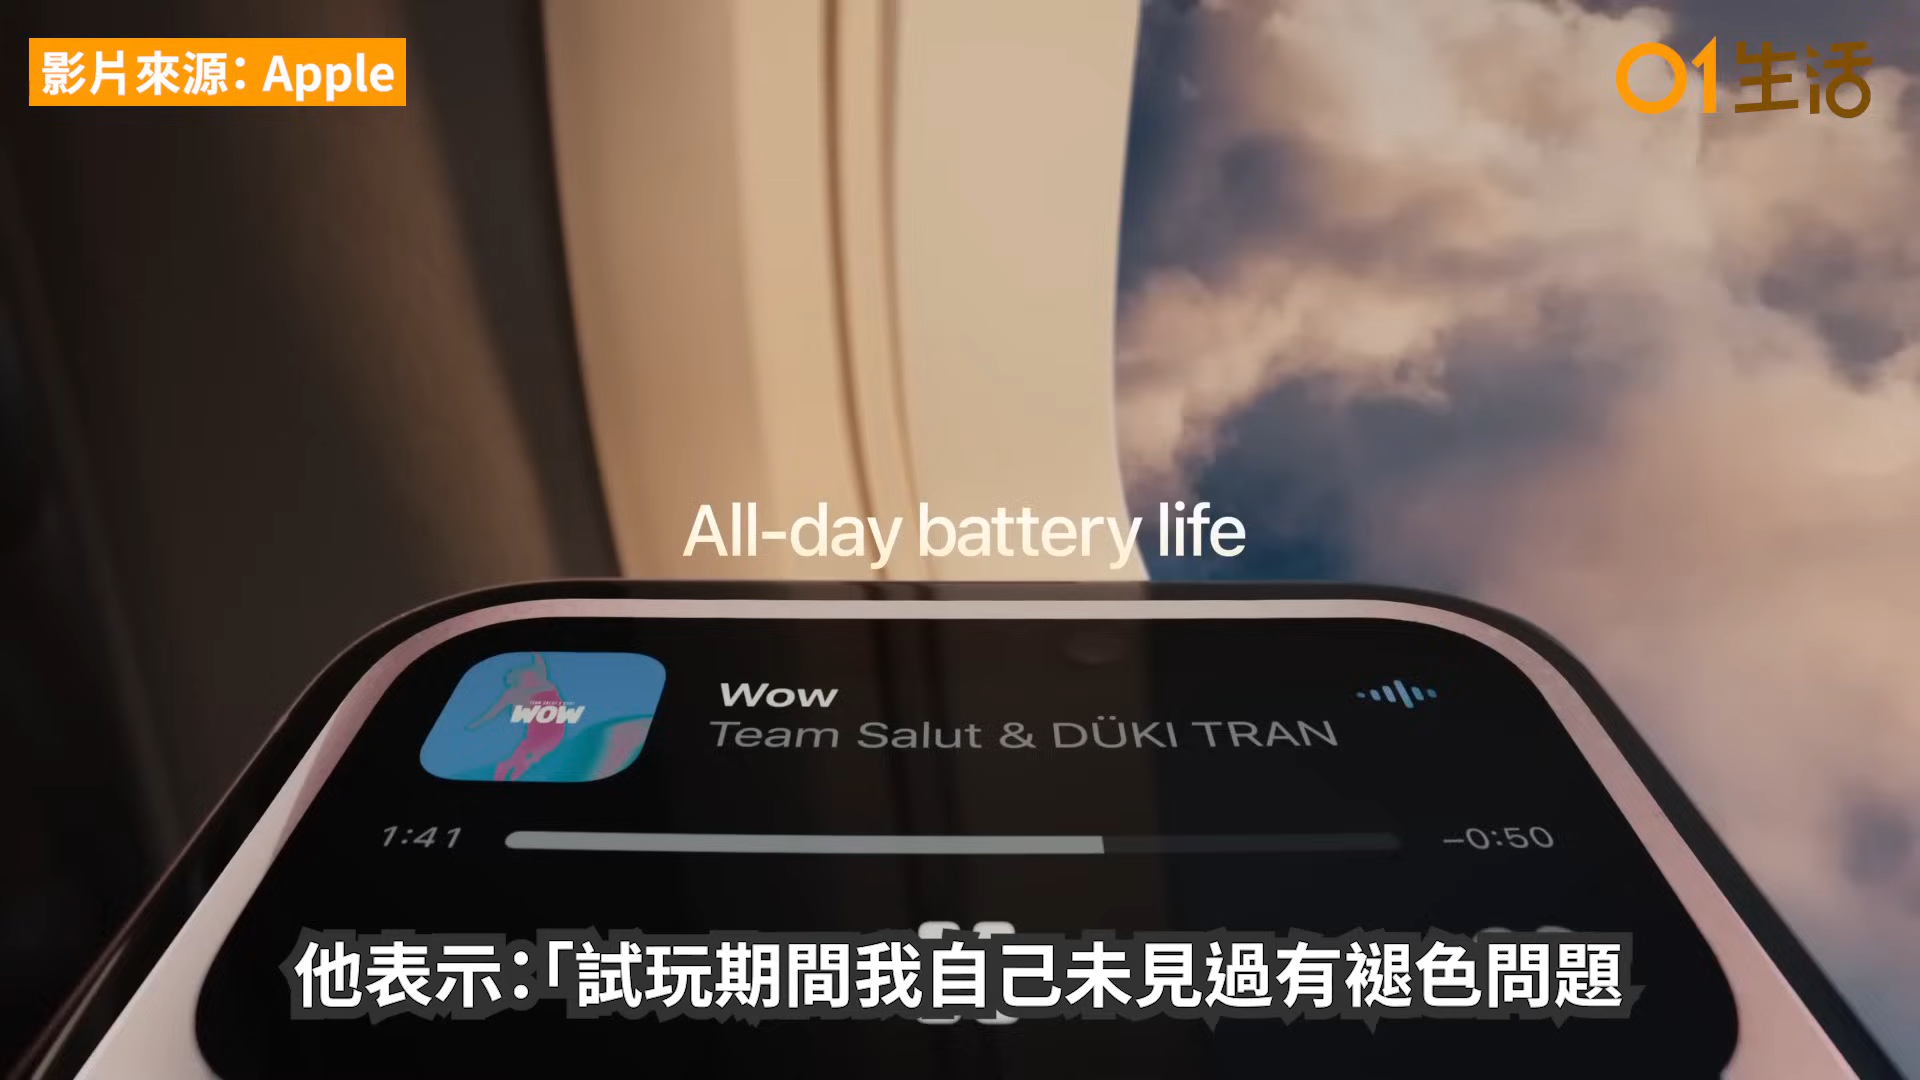 影片來源：Apple
01生活
All-day battery life
WOW
Wow
Team Salut & DÜKI TRAN
1:41
-0:50
他表示：「試玩期間我自己未見過有褪色問題